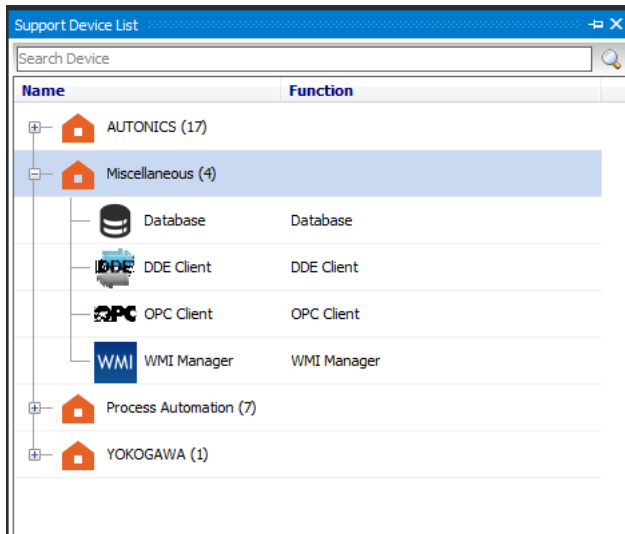 Support Device List
Search Device
Name Function
AUTONICS (17)
Miscellaneous (4)
Database Database
DDE DDE Client DDE Client
OPC OPC Client OPC Client
WMI WMI Manager WMI Manager
Process Automation (7)
YOKOGAWA (1)